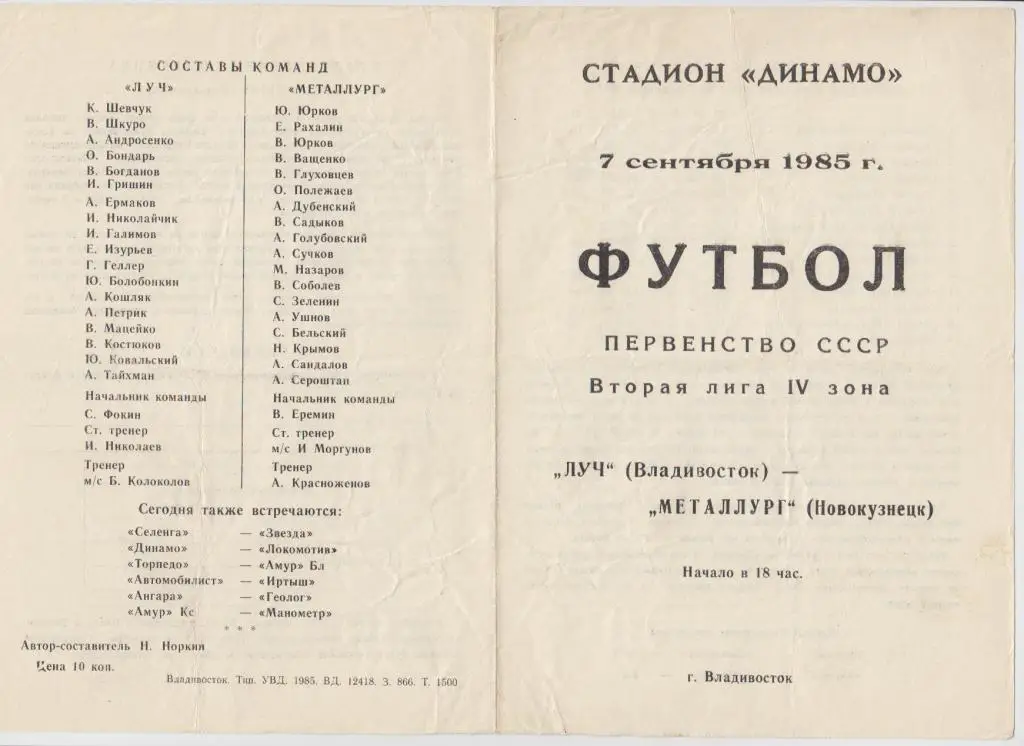 СОСТАВЫ КОМАНД
«ЛУЧ»
К. Шевчук
В. Шкуро
А. Андросенко
О. Бондарь
В. Богданов
И. Гришин
А. Ермаков
И. Николайчик
И. Галимов
Е. Изурьев
Г. Геллер
Ю. Болобонкин
А. Кошляк
А. Петрик
В. Мацейко
В. Костюков
Ю. Ковальский
А. Тайхман
Начальник команды
С. Фокин
Ст. тренер
И. Николаев
Тренер
м/с Б. Колоколов
«МЕТАЛЛУРГ»
Ю. Юрков
Е. Рахалин
В. Юрков
В. Ващенко
В. Глуховцев
О. Полежаев
А. Дубенский
В. Садыков
А. Голубовский
А. Сучков
М. Назаров
В. Соболев
С. Зеленин
А. Ушнов
С. Бельский
Н. Крымов
А. Сандалов
А. Сероштан
Начальник команды
В. Еремин
Ст. тренер
м/с И Моргунов
Тренер
А. Красноженов
Сегодня также встречаются:
«Селенга» — «Звезда»
«Динамо» — «Локомотив»
«Торпедо» — «Амур» Бл
«Автомобилист» — «Иртыш»
«Ангара» — «Геолог»
«Амур» Кс — «Манометр»
* * *
Автор-составитель Н. Норкин
Цена 10 коп.
Владивосток. Тип. УВД. 1985. ВД. 12418. З. 866. Т. 1500
СТАДИОН «ДИНАМО»
7 сентября 1985 г.
ФУТБОЛ
ПЕРВЕНСТВО СССР
Вторая лига IV зона
„ЛУЧ“ (Владивосток) —
„МЕТАЛЛУРГ“ (Новокузнецк)
Начало в 18 час.
г. Владивосток